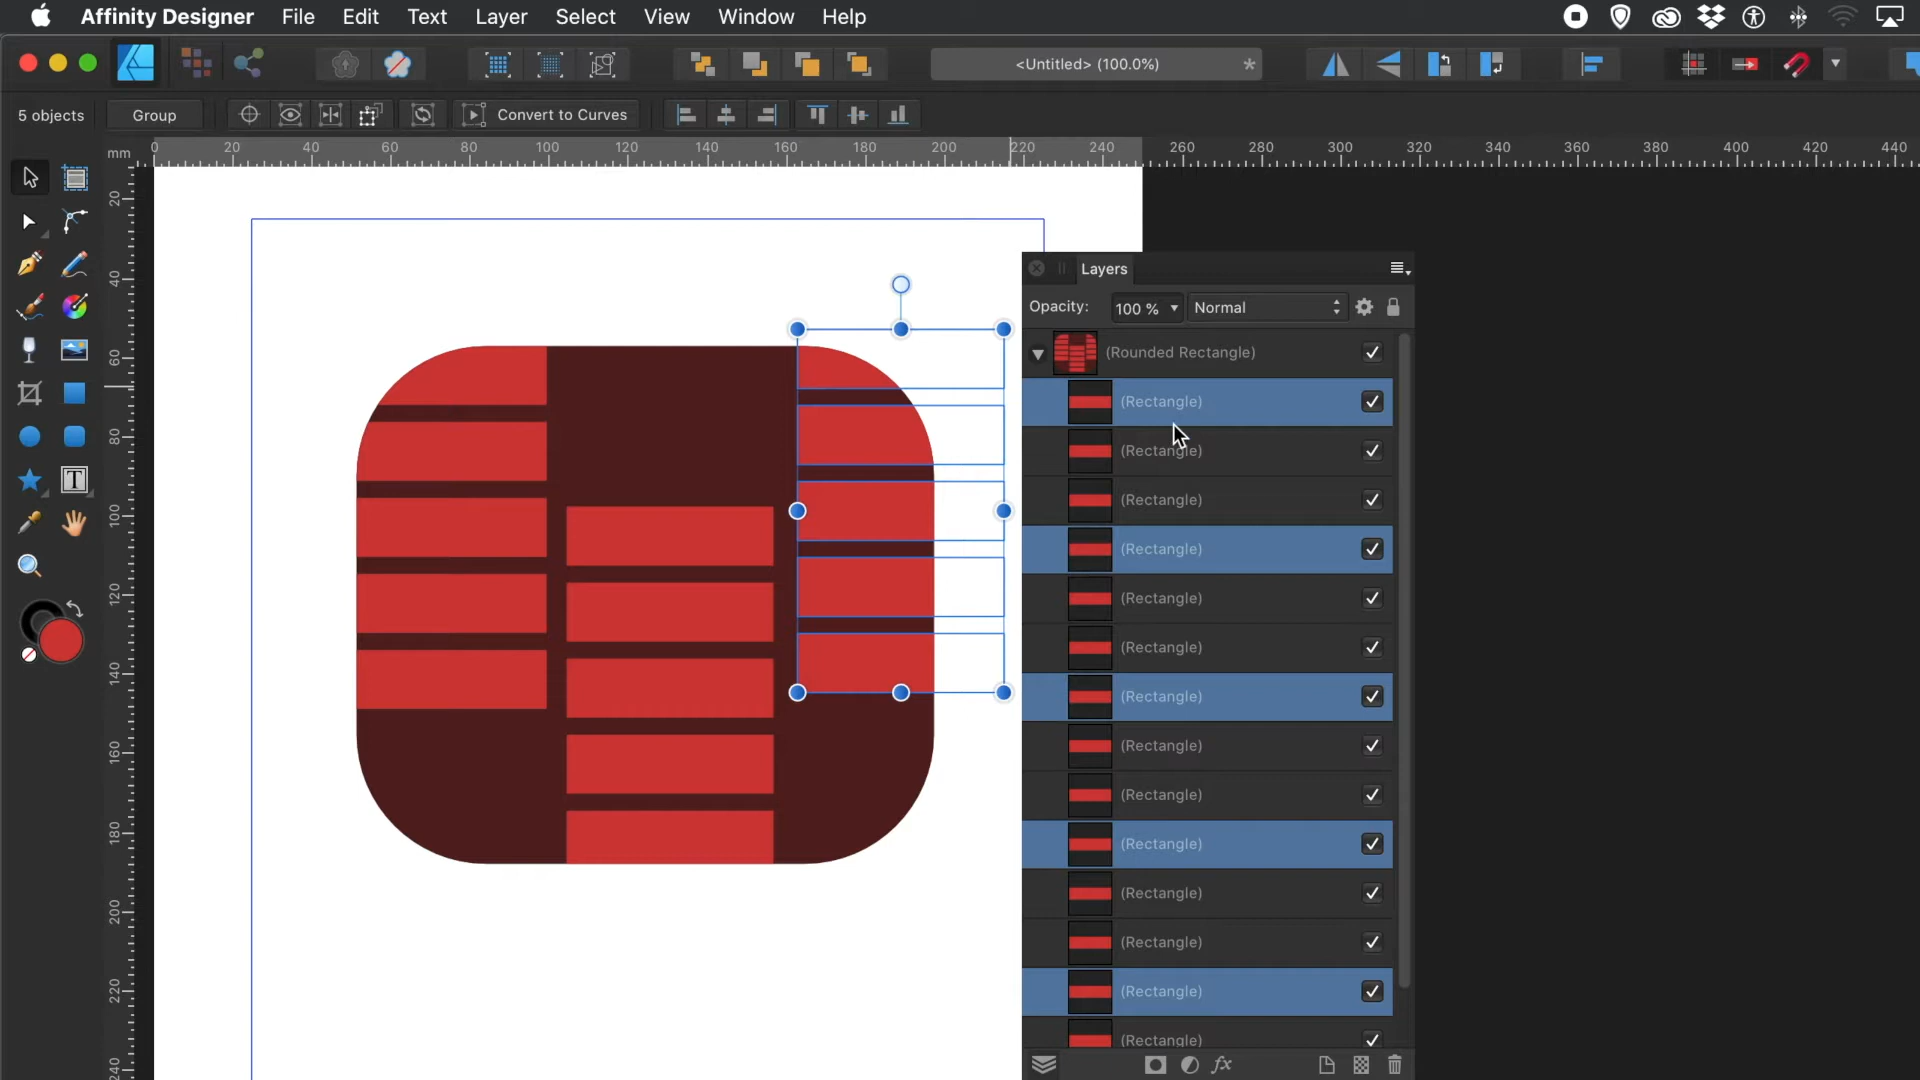 Affinity Designer File Edit Text Layer Select View Window Help
<Untitled> (100.0%) *
5 objects Group Convert to Curves
mm 0 20 40 60 80 100 120 140 160 180 200 220 240 260 280 300 320 340 360 380 400 420 440
20
40
60
80
100
120
140
160
180
200
220
240
Layers
Opacity: 100 % Normal
(Rounded Rectangle)
(Rectangle)
(Rectangle)
(Rectangle)
(Rectangle)
(Rectangle)
(Rectangle)
(Rectangle)
(Rectangle)
(Rectangle)
(Rectangle)
(Rectangle)
(Rectangle)
(Rectangle)
(Rectangle)
T
fx